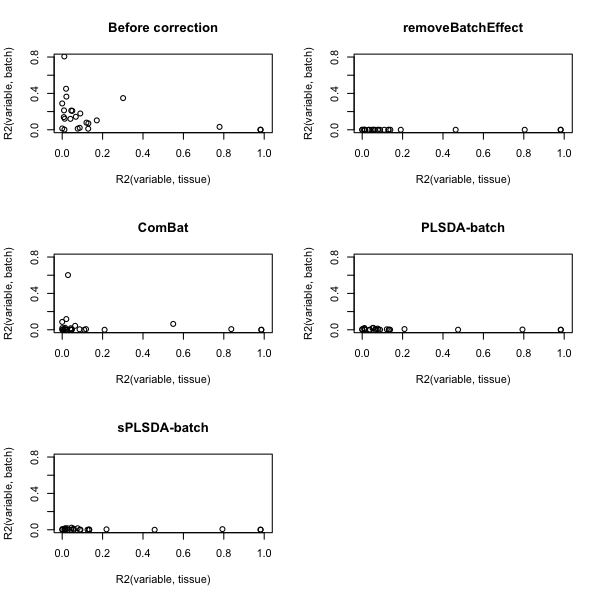 Before correction
R2(variable, batch)
0.8
0.4
0.0
0.0 0.2 0.4 0.6 0.8 1.0
R2(variable, tissue)
removeBatchEffect
R2(variable, batch)
0.8
0.4
0.0
0.0 0.2 0.4 0.6 0.8 1.0
R2(variable, tissue)
ComBat
R2(variable, batch)
0.8
0.4
0.0
0.0 0.2 0.4 0.6 0.8 1.0
R2(variable, tissue)
PLSDA-batch
R2(variable, batch)
0.8
0.4
0.0
0.0 0.2 0.4 0.6 0.8 1.0
R2(variable, tissue)
sPLSDA-batch
R2(variable, batch)
0.8
0.4
0.0
0.0 0.2 0.4 0.6 0.8 1.0
R2(variable, tissue)